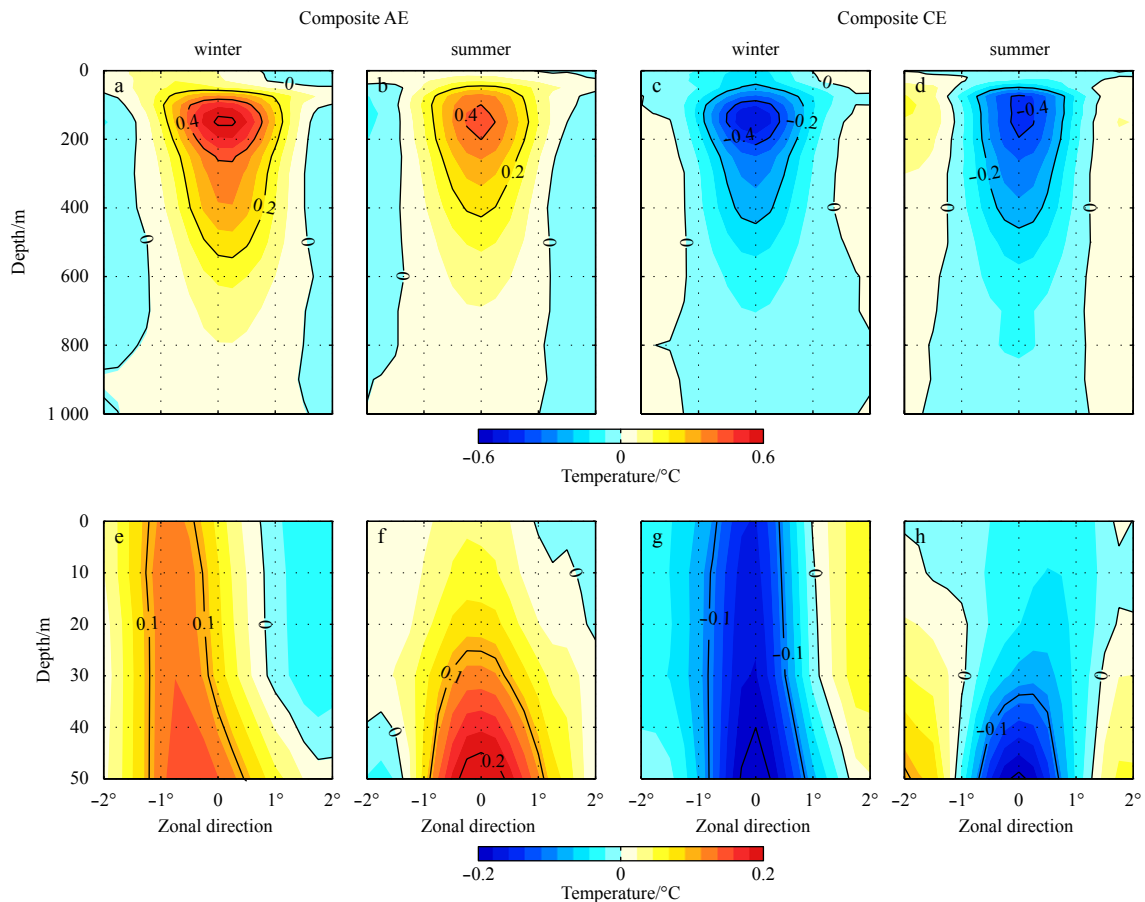 Composite AE Composite CE
winter summer winter summer
a b c d
0
200
400
600
800
1 000
Depth/m
0.4 0.2 0 0 0
0.4 0.2 0 0
−0.4 −0.2 0 0 0
−0.4 −0.2 0 0 0
−0.6 0 0.6
Temperature/°C
e f g h
0
10
20
30
40
50
Depth/m
0.1 0.1 0
0.1 0.2 0 0
−0.1 −0.1 0
−0.1 0 0 0
−2° −1° 0 1° 2° −2° −1° 0 1° 2° −2° −1° 0 1° 2° −2° −1° 0 1° 2°
Zonal direction Zonal direction Zonal direction Zonal direction
−0.2 0 0.2
Temperature/°C